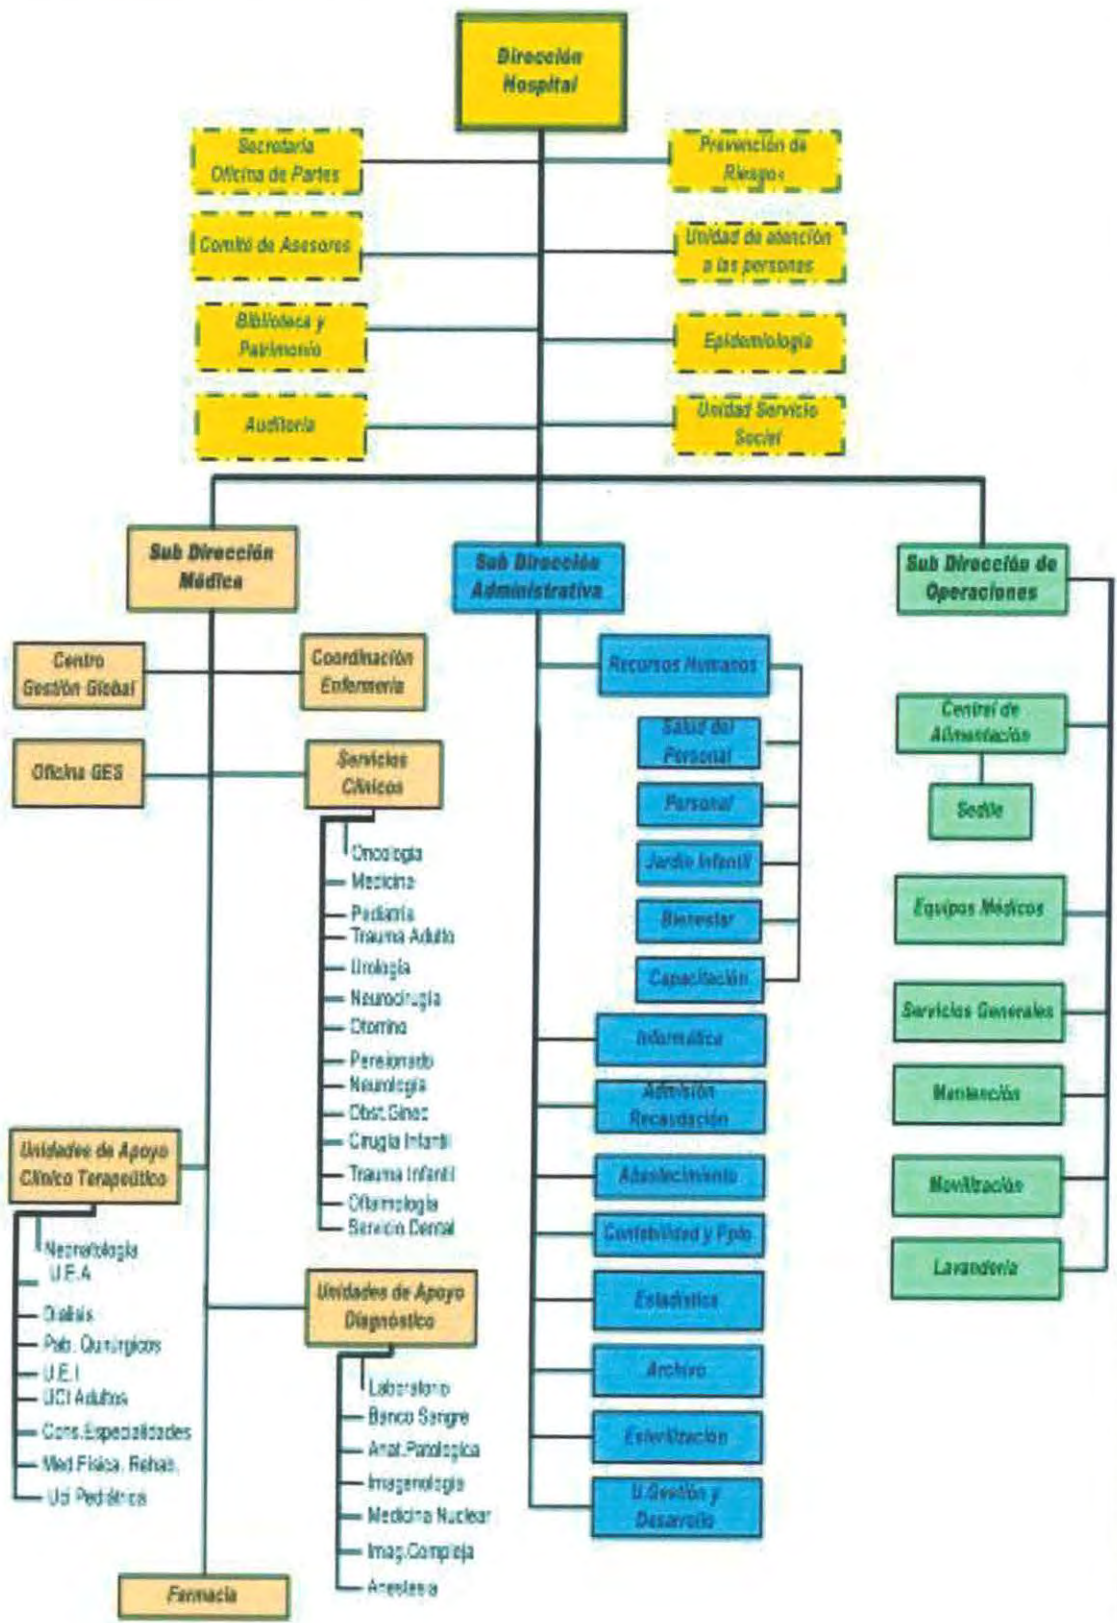 Dirección
Hospital
Secretaria
Oficina de Partes
Prevención de
Riesgos
Comité de Asesores
Unidad de atención
a las personas
Biblioteca y
Patrimonio
Epidemiología
Auditoría
Unidad Servicio
Social
Sub Dirección
Médica
Sub Dirección
Administrativa
Sub Dirección de
Operaciones
Centro
Gestión Global
Coordinación
Enfermería
Oficina GES
Servicios
Clínicos
Oncología
Medicina
Pediatría
Trauma Adulto
Urología
Neurocirugía
Otorrino
Pensionado
Neurología
Obst.Ginec
Cirugía Infantil
Trauma Infantil
Oftalmología
Servicio Dental
Unidades de Apoyo
Clínico Terapeútico
Neonatología
U.E.A
Dialisis
Pab. Quirúrgicos
U.E.I
UCI Adultos
Cons.Especialidades
Med.Física. Rehab.
Uci Pediátrica
Unidades de Apoyo
Diagnóstico
Laboratorio
Banco Sangre
Anat.Patologica
Imagenología
Medicina Nuclear
Imag.Compleja
Anestesia
Farmacia
Recursos Humanos
Salud del
Personal
Personal
Jardín Infantil
Bienestar
Capacitación
Informática
Admisión
Recaudación
Abastecimiento
Contabilidad y Ppto
Estadística
Archivo
Esterilización
U.Gestión y
Desarrollo
Central de
Alimentación
Sedile
Equipos Médicos
Servicios Generales
Mantención
Movilización
Lavandería